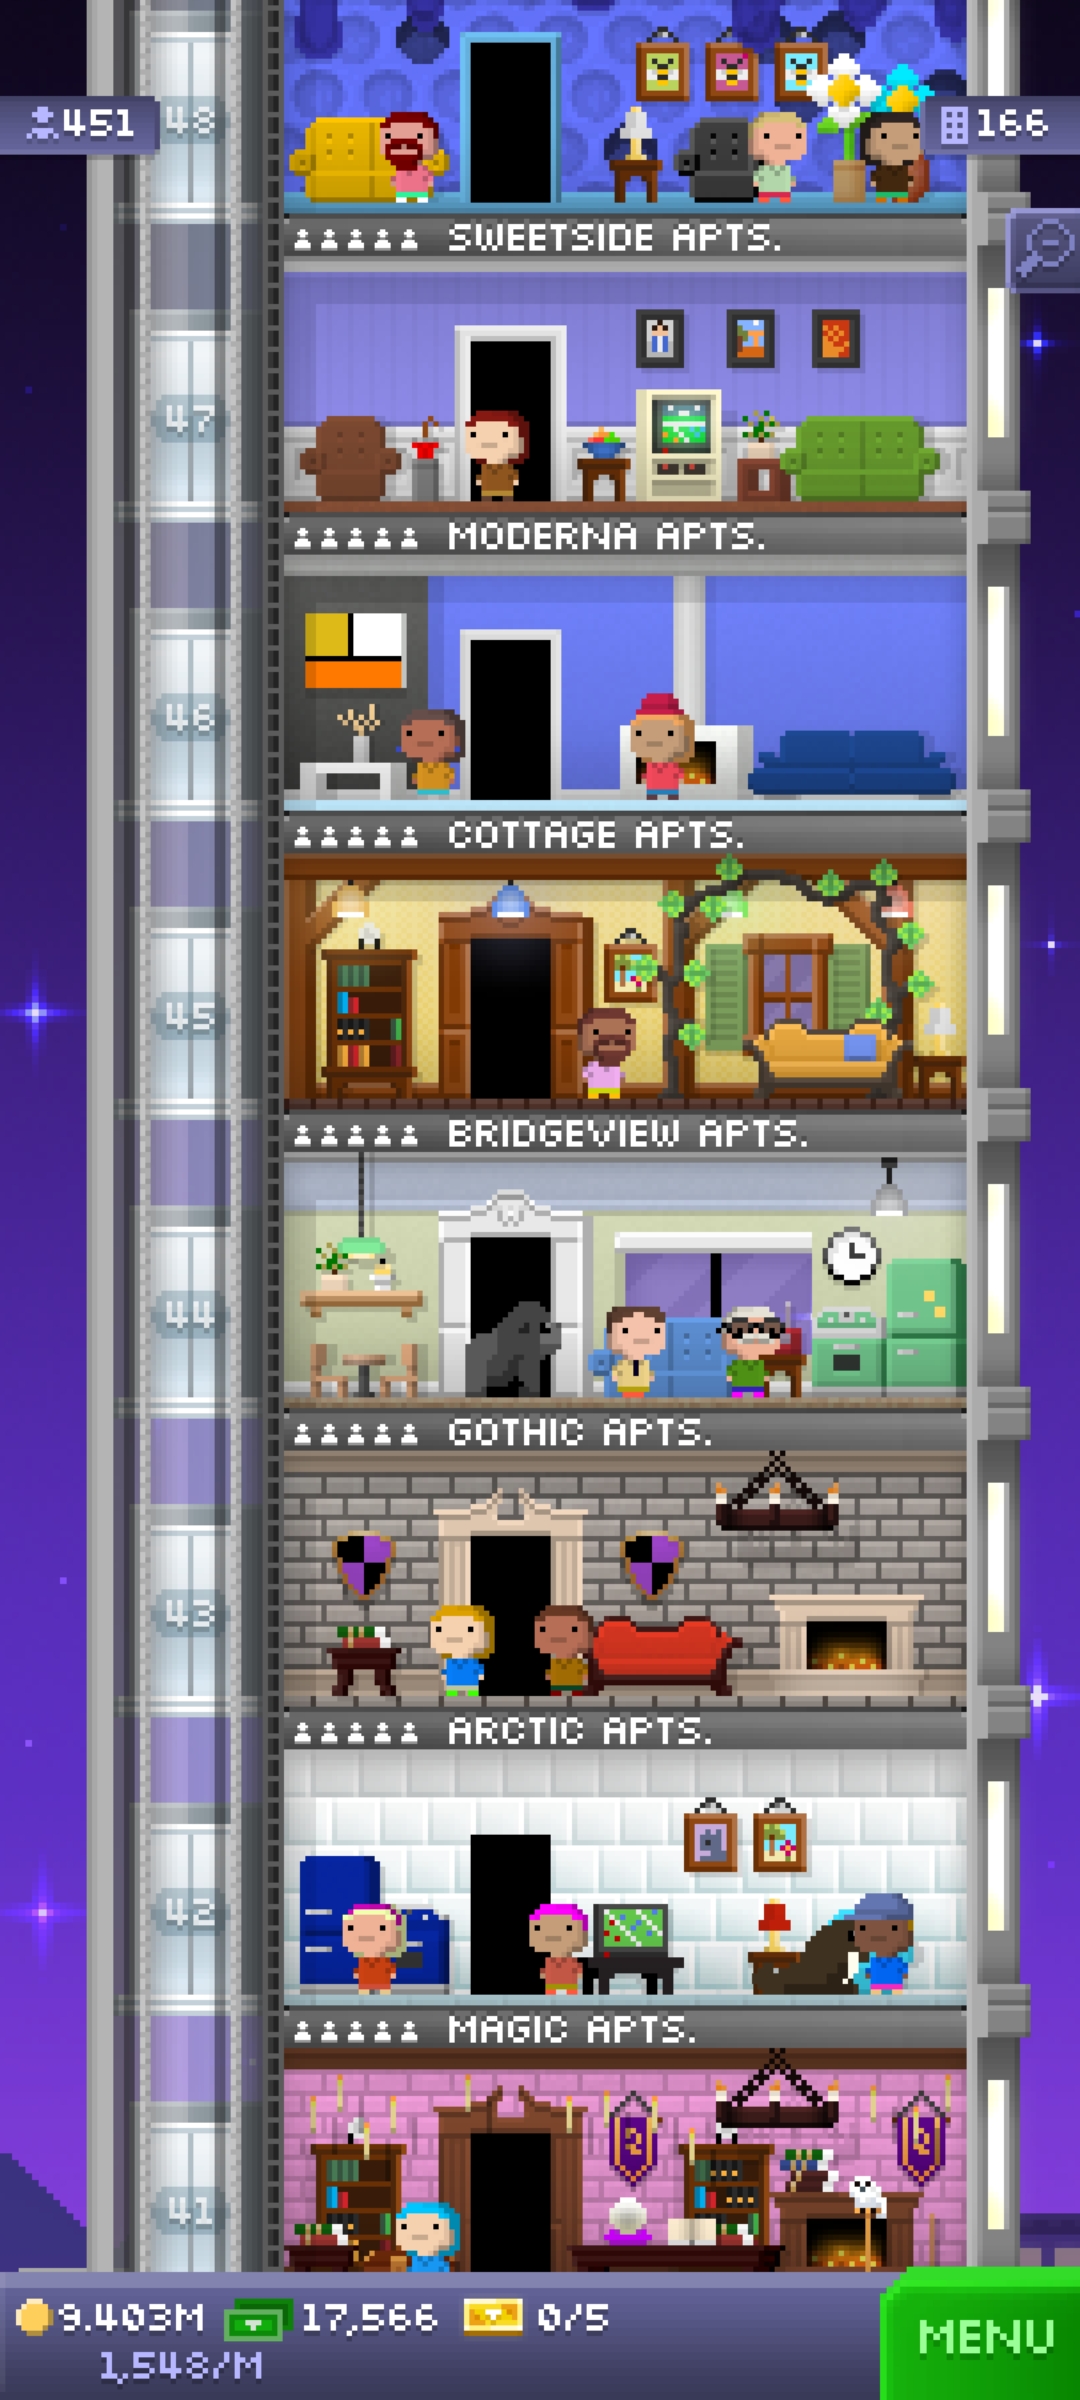 48
451
166
SWEETSIDE APTS.
47
MODERNA APTS.
46
COTTAGE APTS.
45
BRIDGEVIEW APTS.
44
GOTHIC APTS.
43
ARCTIC APTS.
42
MAGIC APTS.
41
9.403M 17,566 0/5
1,548/M
MENU